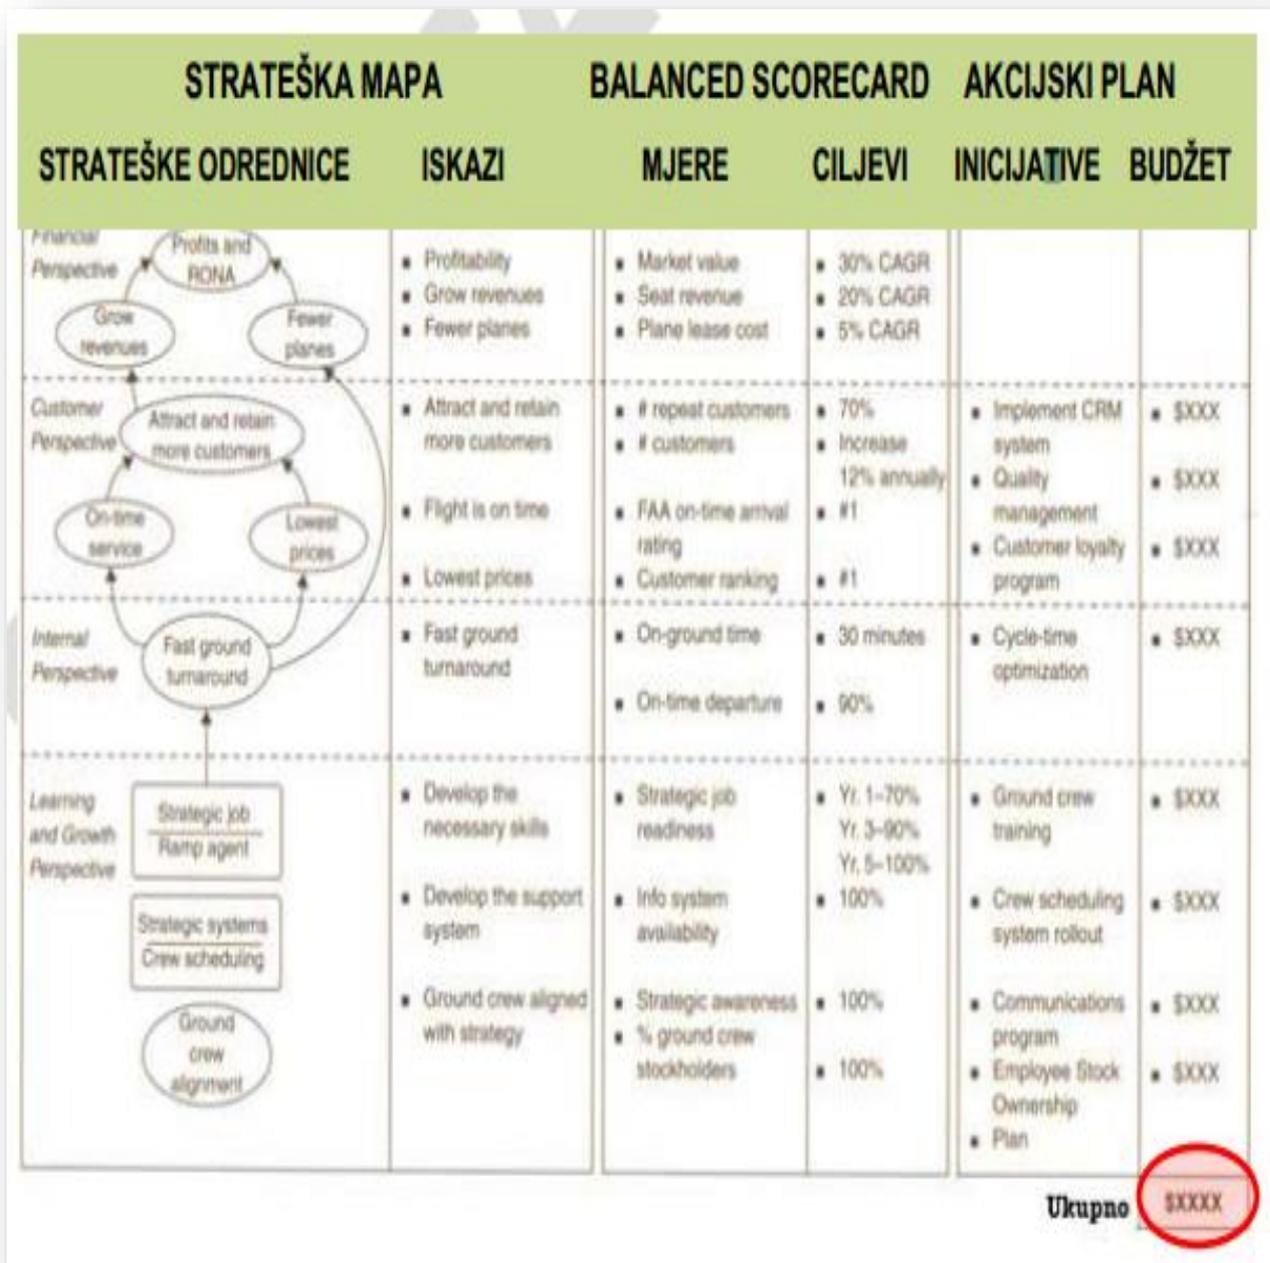 STRATEŠKA MAPA
BALANCED SCORECARD
AKCIJSKI PLAN
STRATEŠKE ODREDNICE
ISKAZI
MJERE
CILJEVI
INICIJATIVE
BUDŽET
Financial
Perspective
Profits and
RONA
Grow
revenues
Fewer
planes
▪ Profitability
▪ Grow revenues
▪ Fewer planes
▪ Market value
▪ Seat revenue
▪ Plane lease cost
▪ 30% CAGR
▪ 20% CAGR
▪ 5% CAGR
Customer
Perspective
Attract and retain
more customers
On-time
service
Lowest
prices
▪ Attract and retain
more customers
▪ Flight is on time
▪ Lowest prices
▪ # repeat customers
▪ # customers
▪ FAA on-time arrival
rating
▪ Customer ranking
▪ 70%
▪ Increase
12% annually
▪ #1
▪ #1
▪ Implement CRM
system
▪ Quality
management
▪ Customer loyalty
program
▪ $XXX
▪ $XXX
▪ $XXX
Internal
Perspective
Fast ground
turnaround
▪ Fast ground
turnaround
▪ On-ground time
▪ On-time departure
▪ 30 minutes
▪ 90%
▪ Cycle-time
optimization
▪ $XXX
Learning
and Growth
Perspective
Strategic job
Ramp agent
Strategic systems
Crew scheduling
Ground
crew
alignment
▪ Develop the
necessary skills
▪ Develop the support
system
▪ Ground crew aligned
with strategy
▪ Strategic job
readiness
▪ Info system
availability
▪ Strategic awareness
▪ % ground crew
stockholders
▪ Yr. 1–70%
Yr. 3–90%
Yr. 5–100%
▪ 100%
▪ 100%
▪ 100%
▪ Ground crew
training
▪ Crew scheduling
system rollout
▪ Communications
program
▪ Employee Stock
Ownership
▪ Plan
▪ $XXX
▪ $XXX
▪ $XXX
▪ $XXX
Ukupno
$XXXX